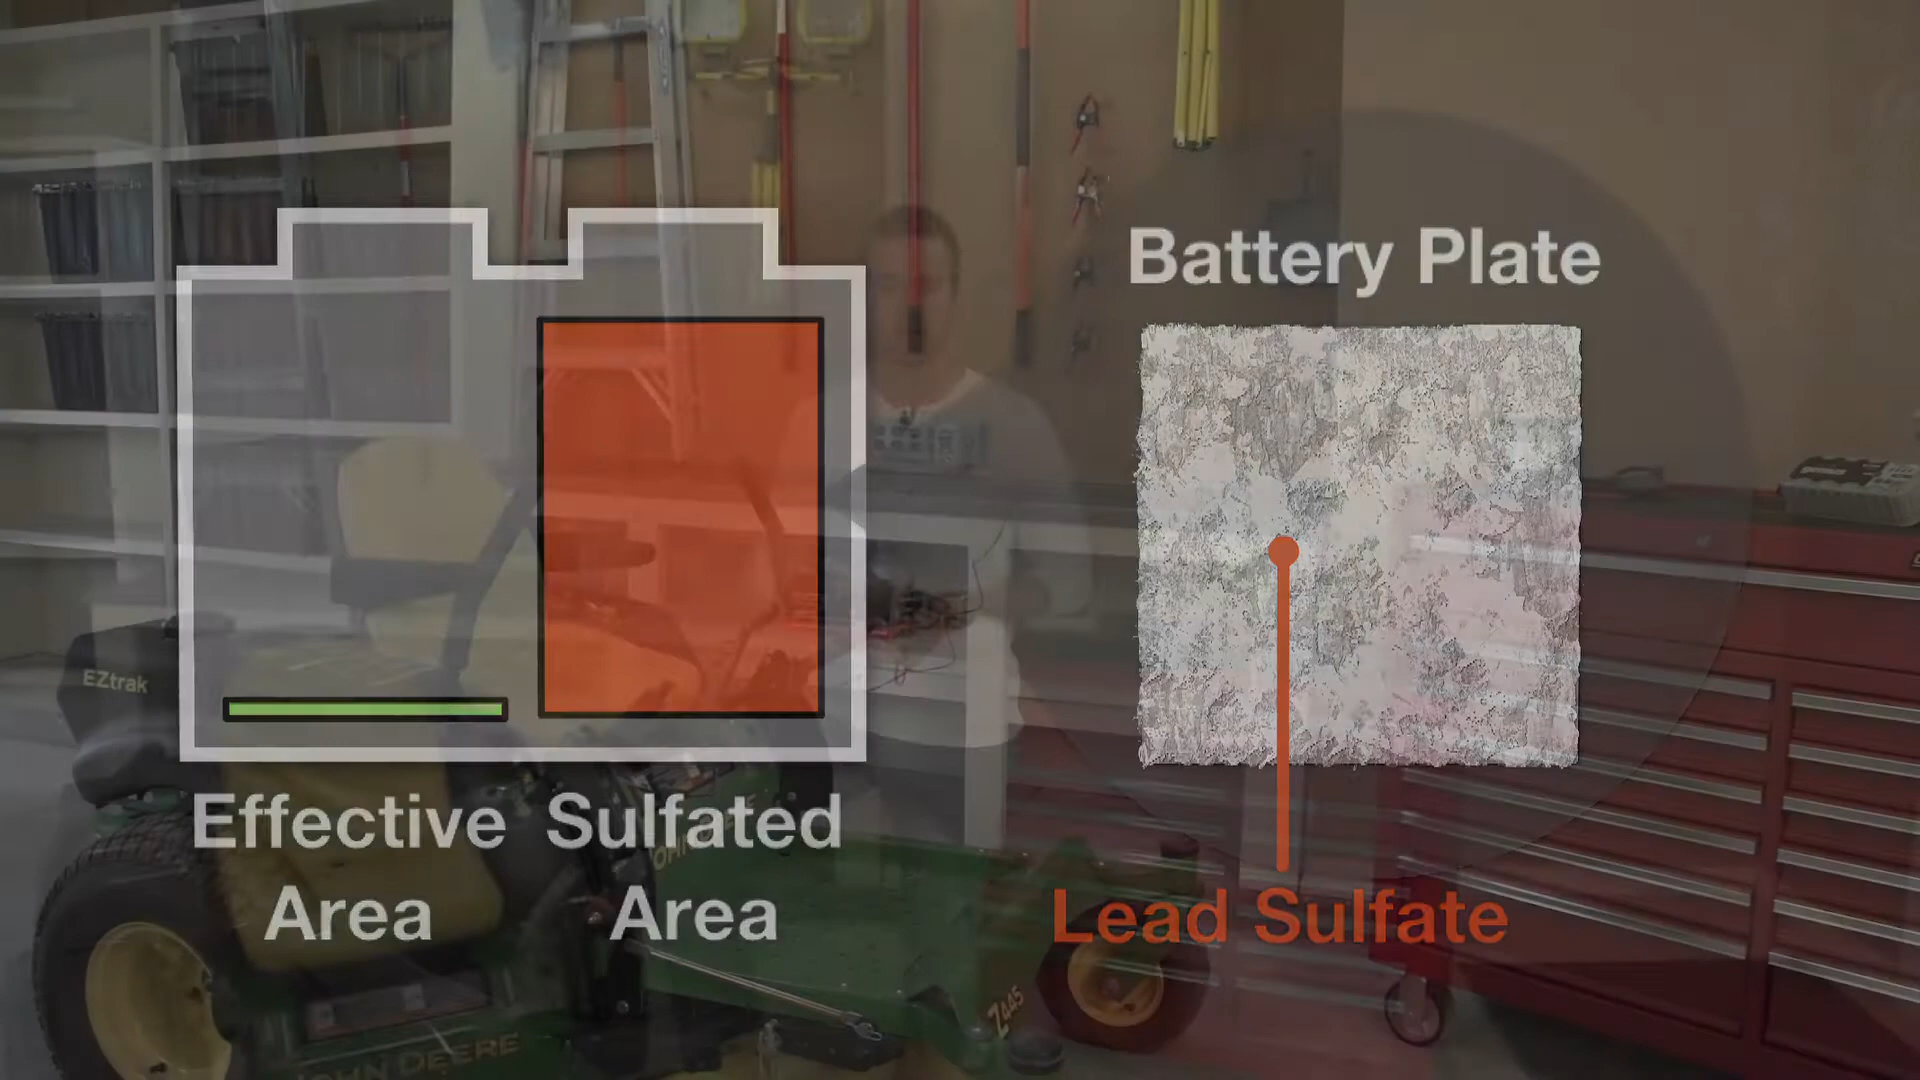 Battery Plate
EZtrak
Effective Sulfated
Area Area
Lead Sulfate
Z445
JOHN DEERE